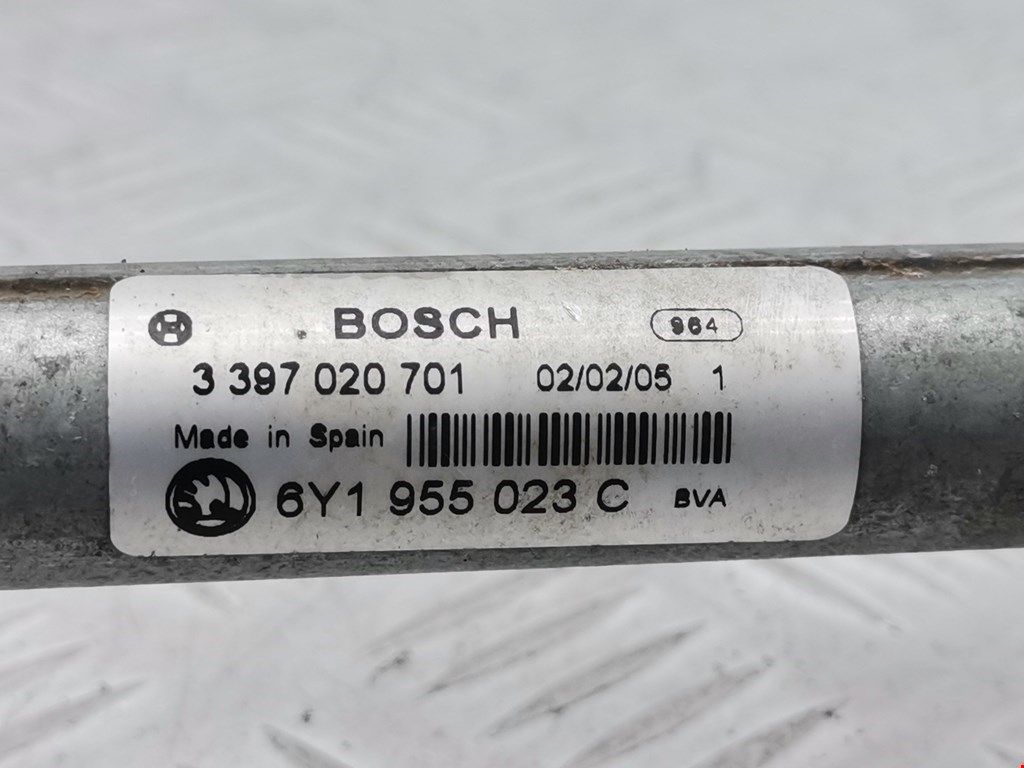 BOSCH 964
3 397 020 701 02/02/05 1
Made in Spain
6Y1 955 023 C BVA